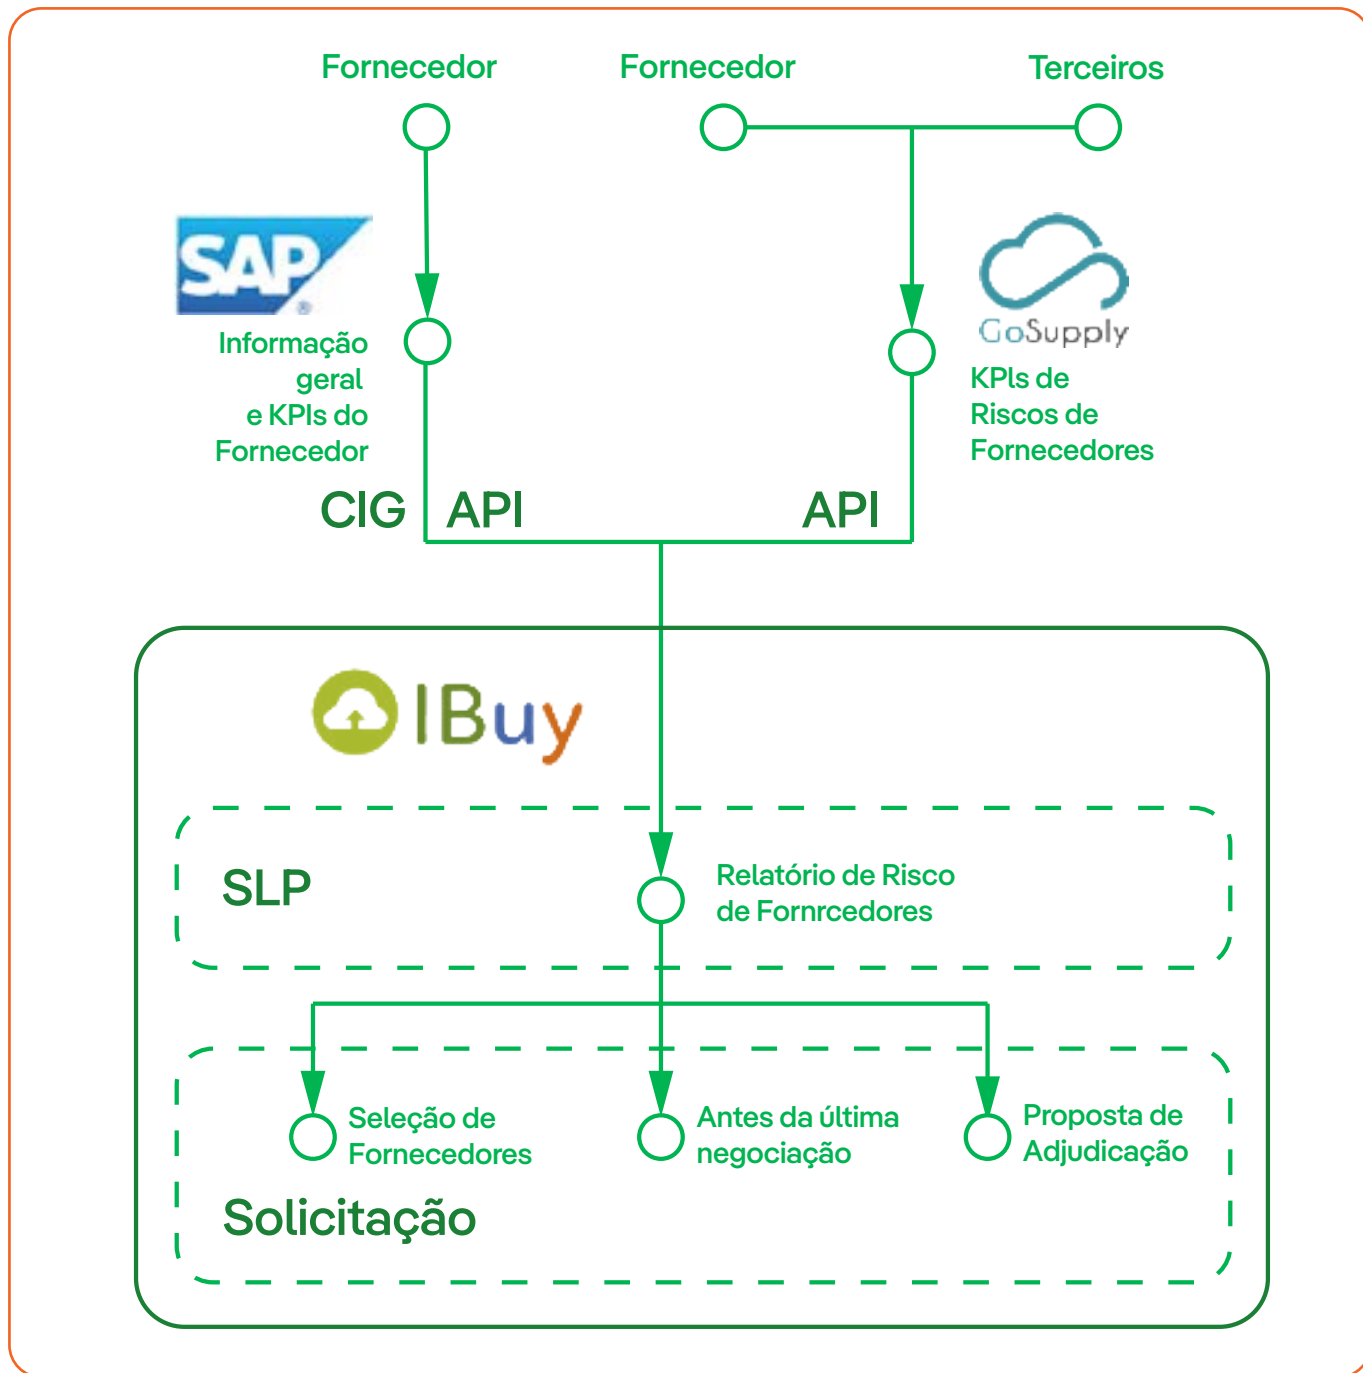 Fornecedor
Fornecedor
Terceiros
SAP
®
Informação
geral
e KPIs do
Fornecedor
GoSupply
KPIs de
Riscos de
Fornecedores
CIG
API
API
IBuy
SLP
Relatório de Risco
de Fornrcedores
Seleção de
Fornecedores
Antes da última
negociação
Proposta de
Adjudicação
Solicitação